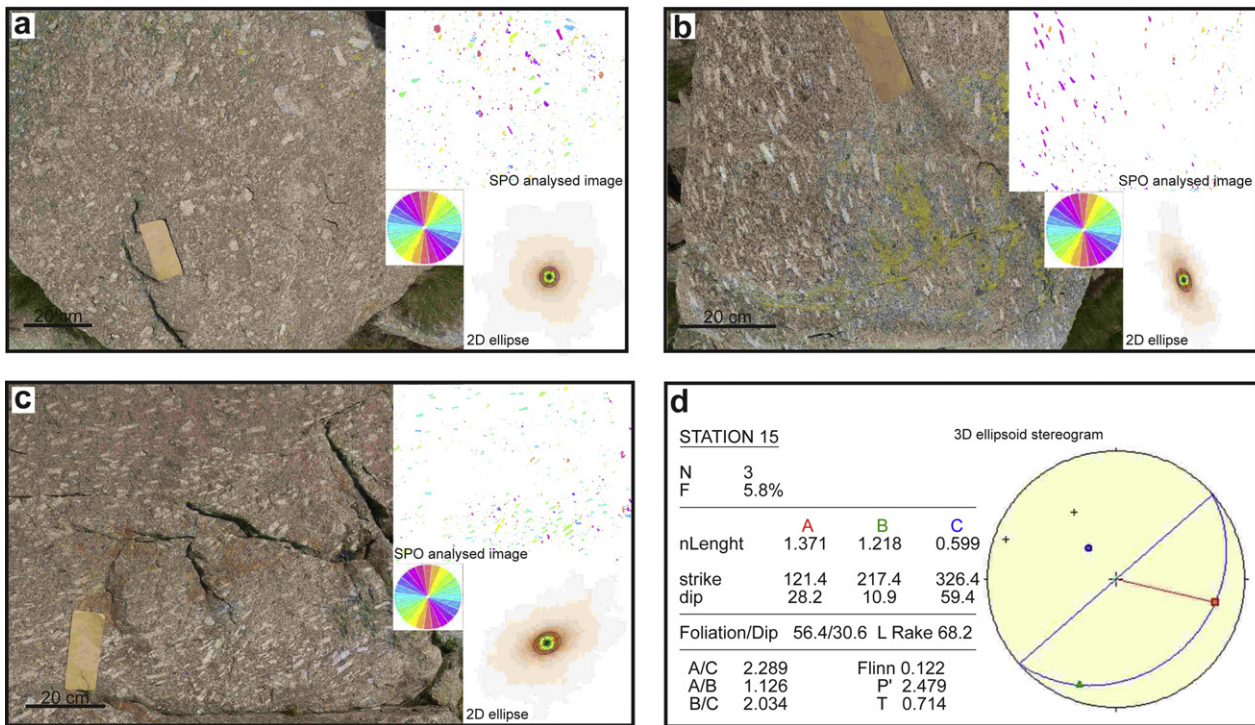 a
SPO analysed image
20 cm
2D ellipse
b
SPO analysed image
20 cm
2D ellipse
c
SPO analysed image
20 cm
2D ellipse
d
STATION 15
3D ellipsoid stereogram
N 3
F 5.8%
A B C
nLenght 1.371 1.218 0.599
strike 121.4 217.4 326.4
dip 28.2 10.9 59.4
Foliation/Dip 56.4/30.6 L Rake 68.2
A/C 2.289 Flinn 0.122
A/B 1.126 P' 2.479
B/C 2.034 T 0.714